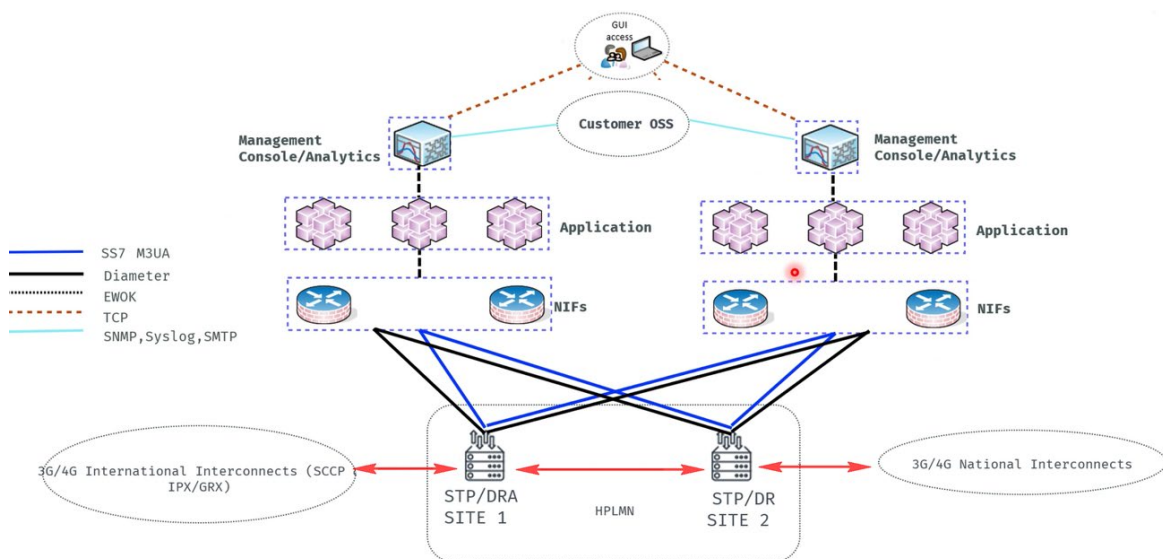 GUI
access
Customer OSS
Management
Console/Analytics
Management
Console/Analytics
Application
Application
SS7 M3UA
Diameter
EWOK
TCP
SNMP,Syslog,SMTP
NIFs
NIFs
3G/4G International Interconnects (SCCP
IPX/GRX)
STP/DRA
SITE 1
HPLMN
STP/DR
SITE 2
3G/4G National Interconnects